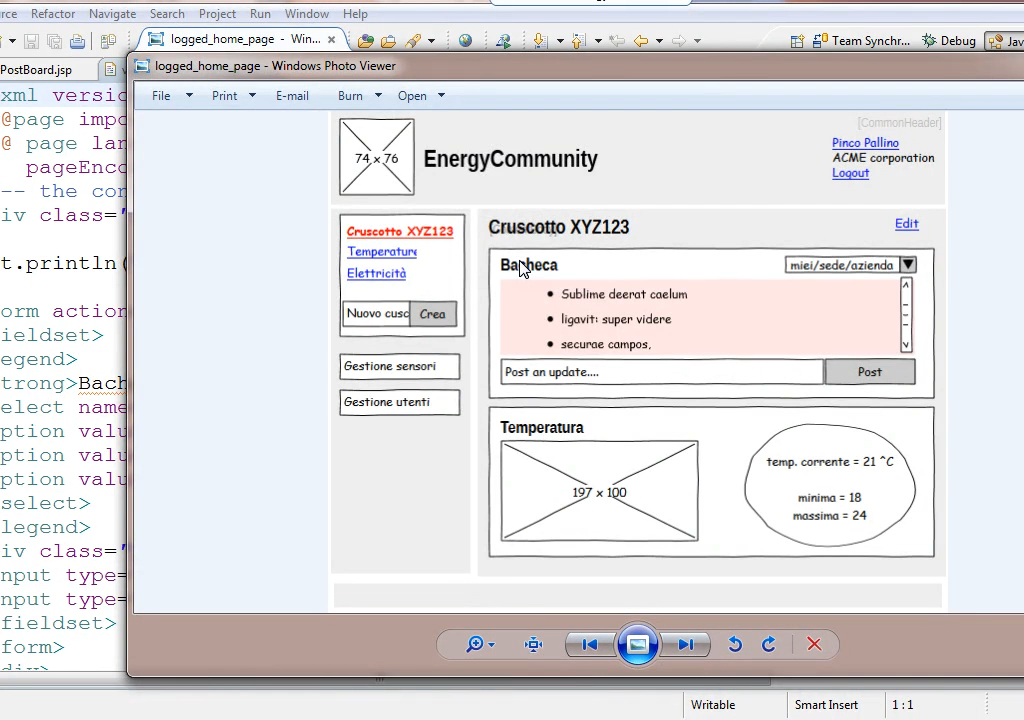 rce Refactor Navigate Search Project Run Window Help
logged_home_page - Win...
Team Synchr... Debug Jav
PostBoard.jsp
logged_home_page - Windows Photo Viewer
File Print E-mail Burn Open
xml versic
@page impo
@ page lan
pageEnco
-- the con
iv class="
t.println(
orm action
ieldset>
egend>
trong>Bach
elect name
ption valu
ption valu
ption valu
select>
legend>
iv class="
nput type=
nput type=
fieldset>
form>
div>
[CommonHeader]
74 x 76
EnergyCommunity
Pinco Pallino
ACME corporation
Logout
Cruscotto XYZ123
Temperature
Elettricità
Nuovo cusc Crea
Gestione sensori
Gestione utenti
Cruscotto XYZ123 Edit
Bacheca miei/sede/azienda
Sublime deerat caelum
ligavit: super videre
securae campos,
Post an update.... Post
Temperatura
197 x 100
temp. corrente = 21 ^C
minima = 18
massima = 24
Writable Smart Insert 1 : 1